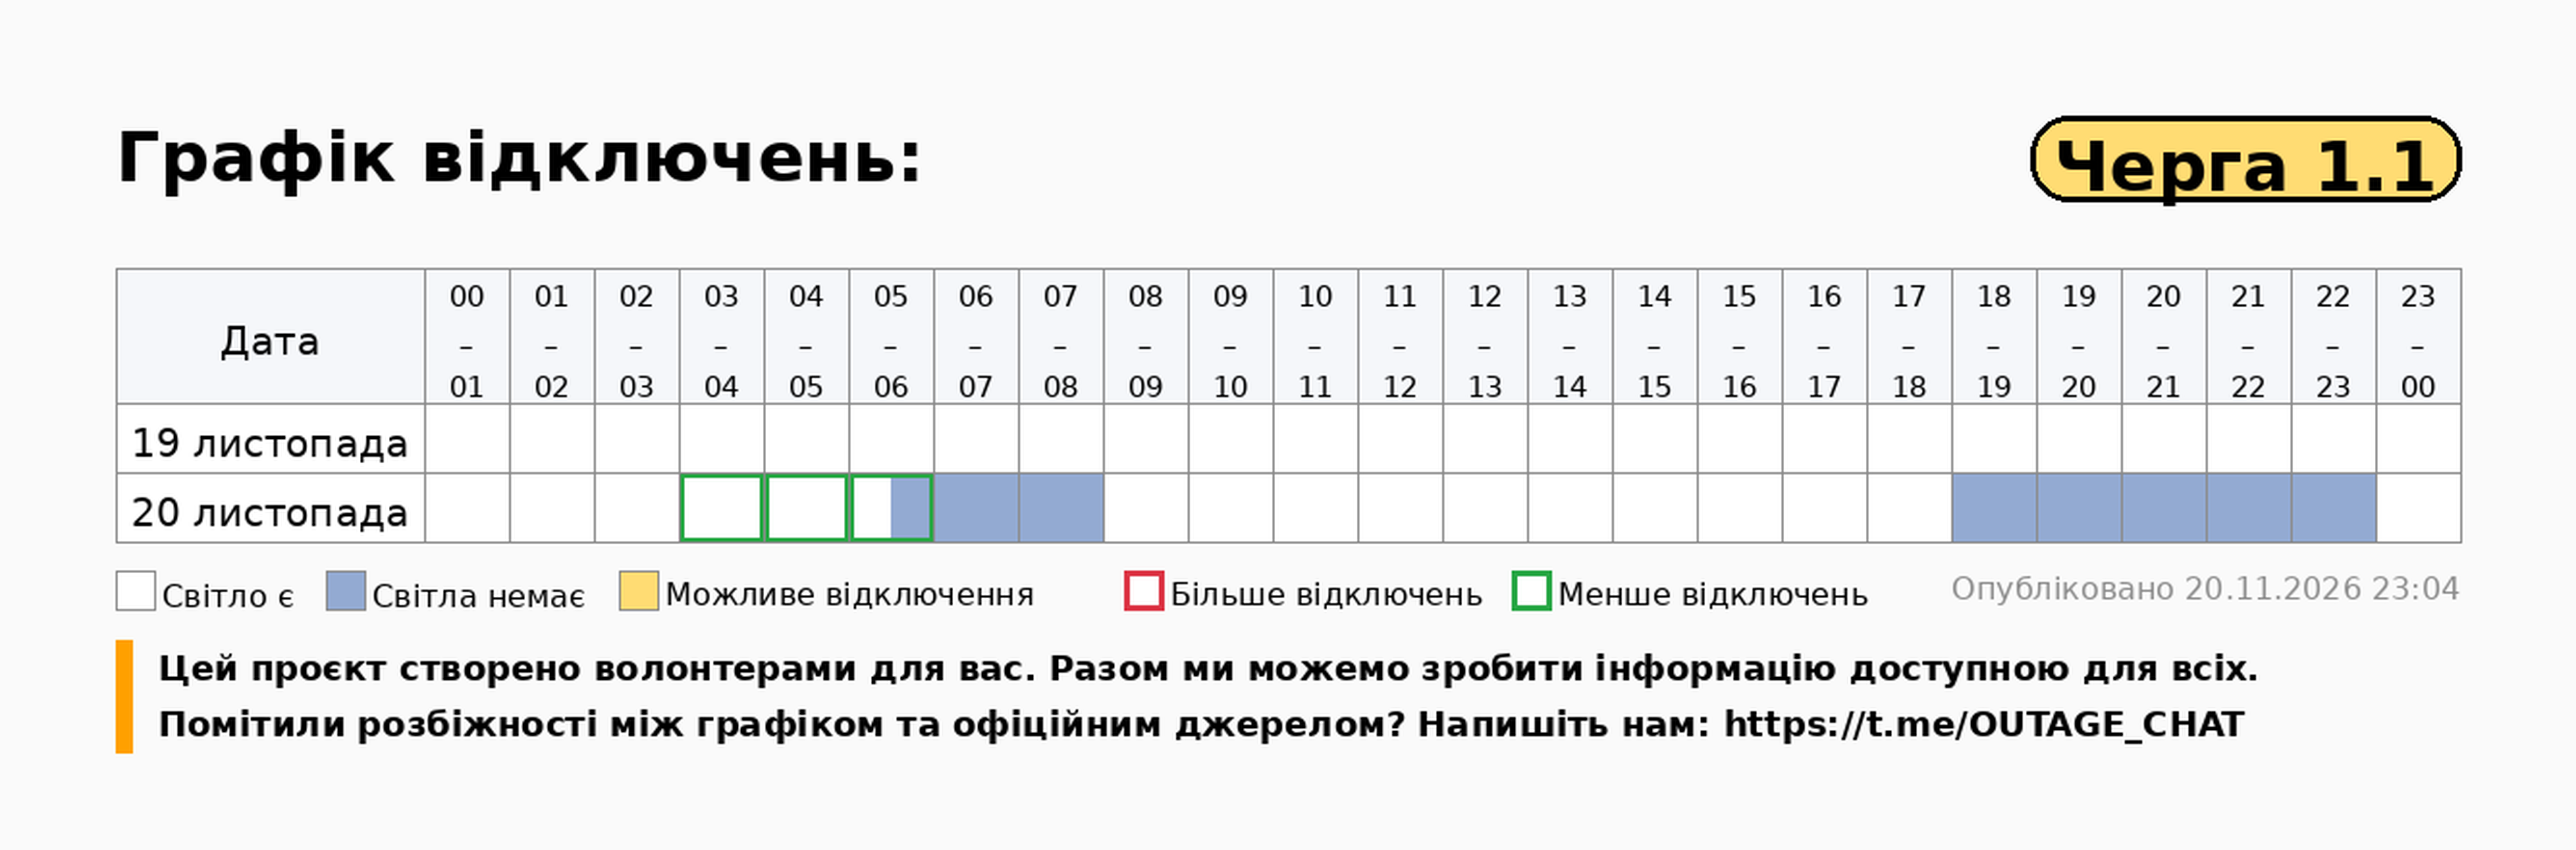 Графік відключень:
Черга 1.1
Дата 00 – 01 01 – 02 02 – 03 03 – 04 04 – 05 05 – 06 06 – 07 07 – 08 08 – 09 09 – 10 10 – 11 11 – 12 12 – 13 13 – 14 14 – 15 15 – 16 16 – 17 17 – 18 18 – 19 19 – 20 20 – 21 21 – 22 22 – 23 23 – 00
19 листопада
20 листопада
Світло є Світла немає Можливе відключення Більше відключень Менше відключень Опубліковано 20.11.2026 23:04
Цей проєкт створено волонтерами для вас. Разом ми можемо зробити інформацію доступною для всіх.
Помітили розбіжності між графіком та офіційним джерелом? Напишіть нам: https://t.me/OUTAGE_CHAT